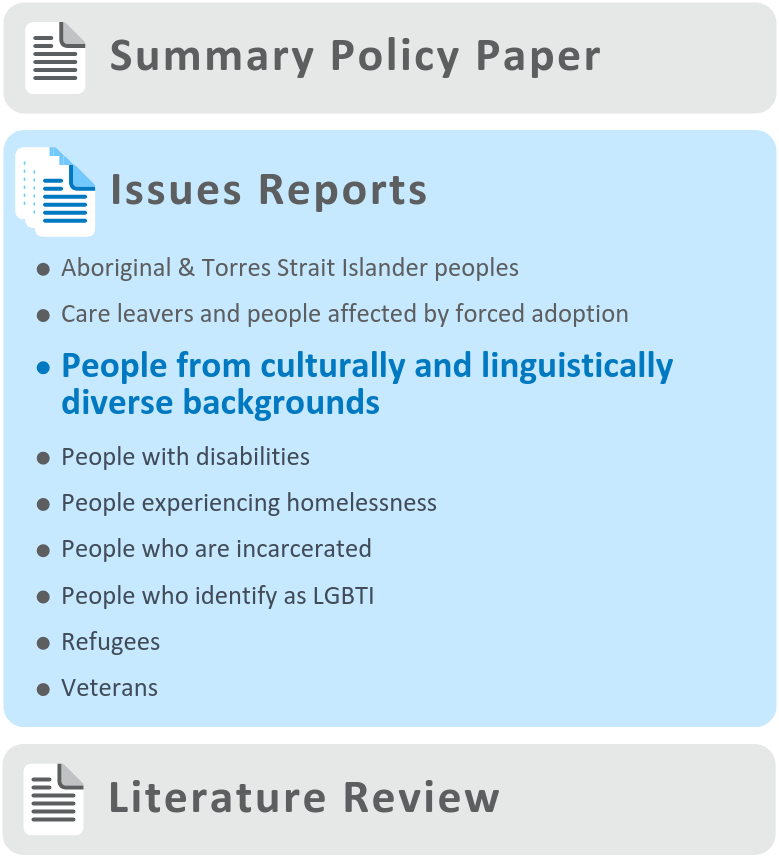 Summary Policy Paper
Issues Reports
● Aboriginal & Torres Strait Islander peoples
● Care leavers and people affected by forced adoption
● People from culturally and linguistically
diverse backgrounds
● People with disabilities
● People experiencing homelessness
● People who are incarcerated
● People who identify as LGBTI
● Refugees
● Veterans
Literature Review